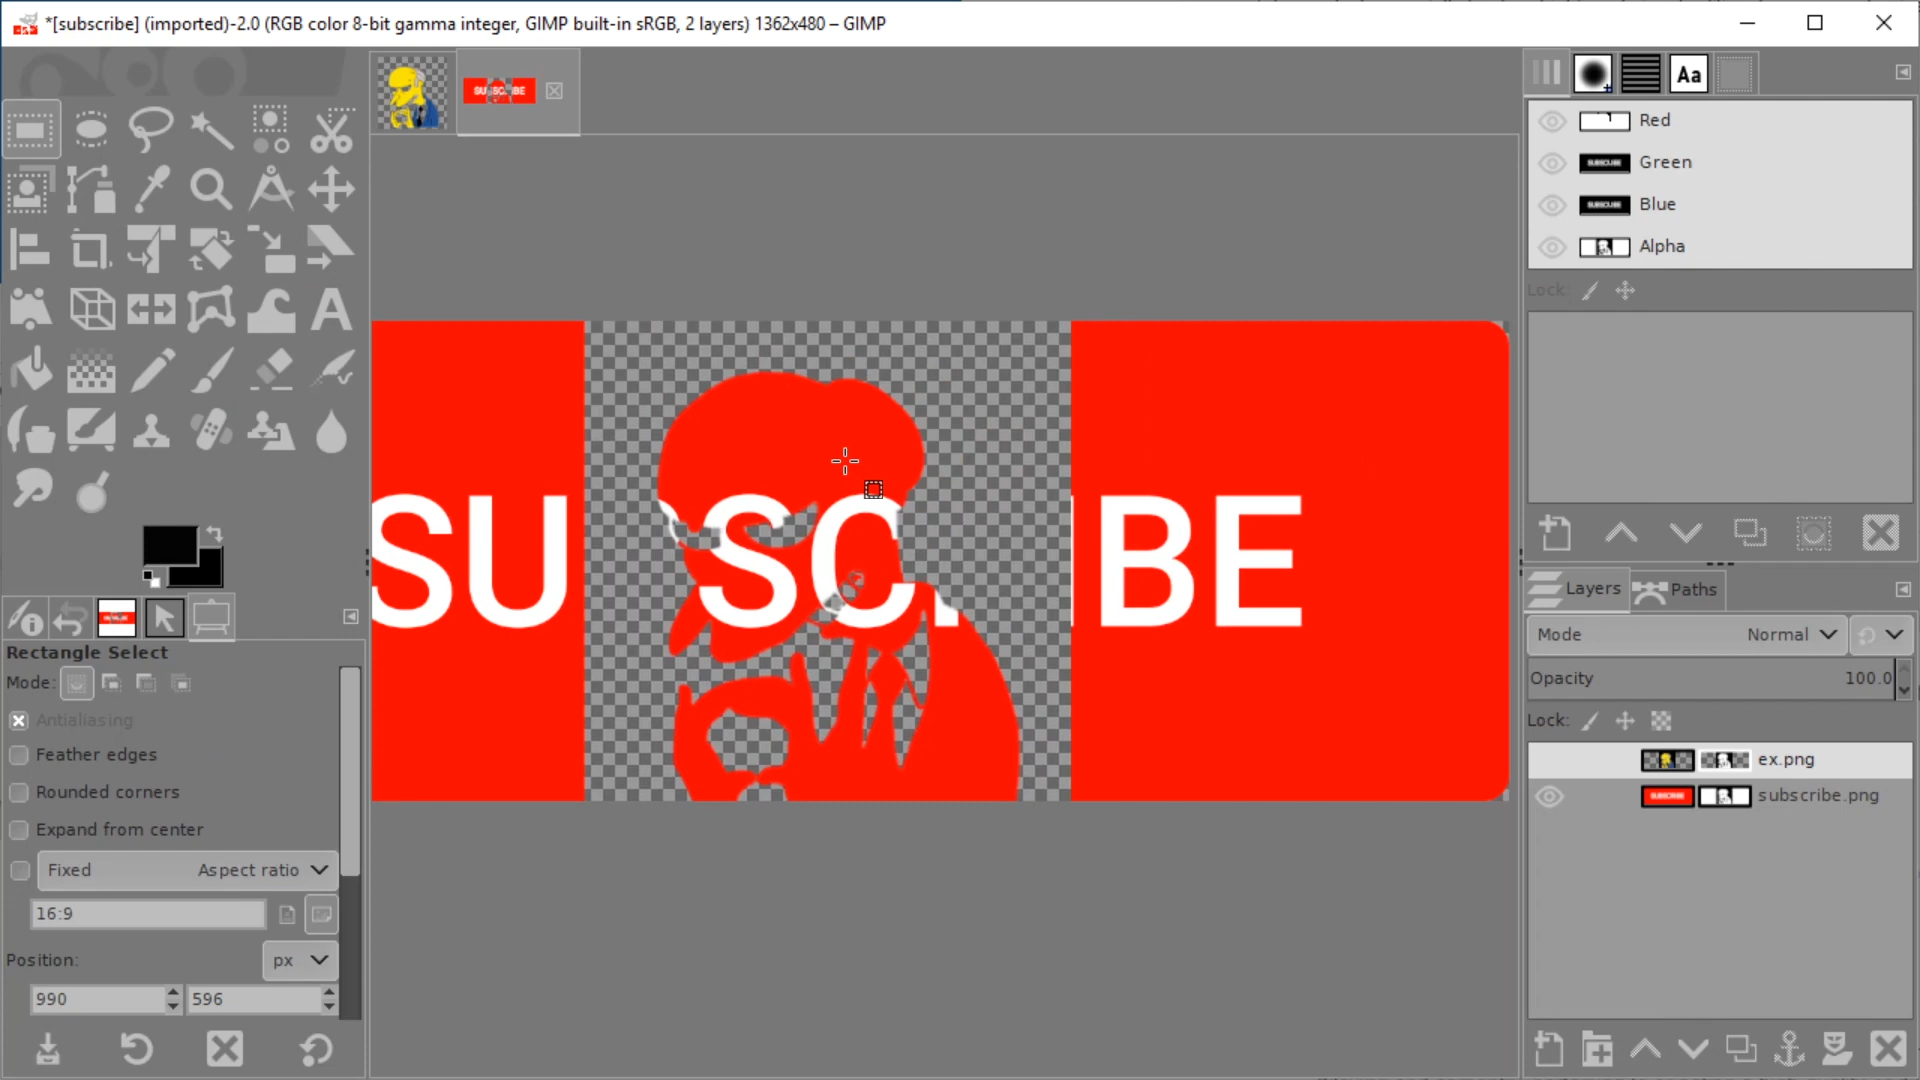 *[subscribe] (imported)-2.0 (RGB color 8-bit gamma integer, GIMP built-in sRGB, 2 layers) 1362x480 – GIMP
Aa
Red
Green
Blue
Alpha
Lock:
SU SC BE
Layers
Paths
Mode Normal
Opacity 100.0
Lock:
ex.png
subscribe.png
Rectangle Select
Mode:
Antialiasing
Feather edges
Rounded corners
Expand from center
Fixed Aspect ratio
16:9
Position: px
990 596